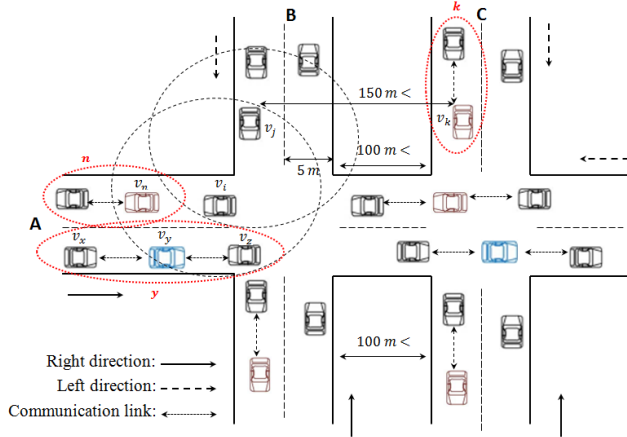 B
k
C
150 m <
v_j
v_k
100 m <
5 m
n
v_n
v_i
A
v_x
v_y
v_z
y
100 m <
Right direction:
Left direction:
Communication link: